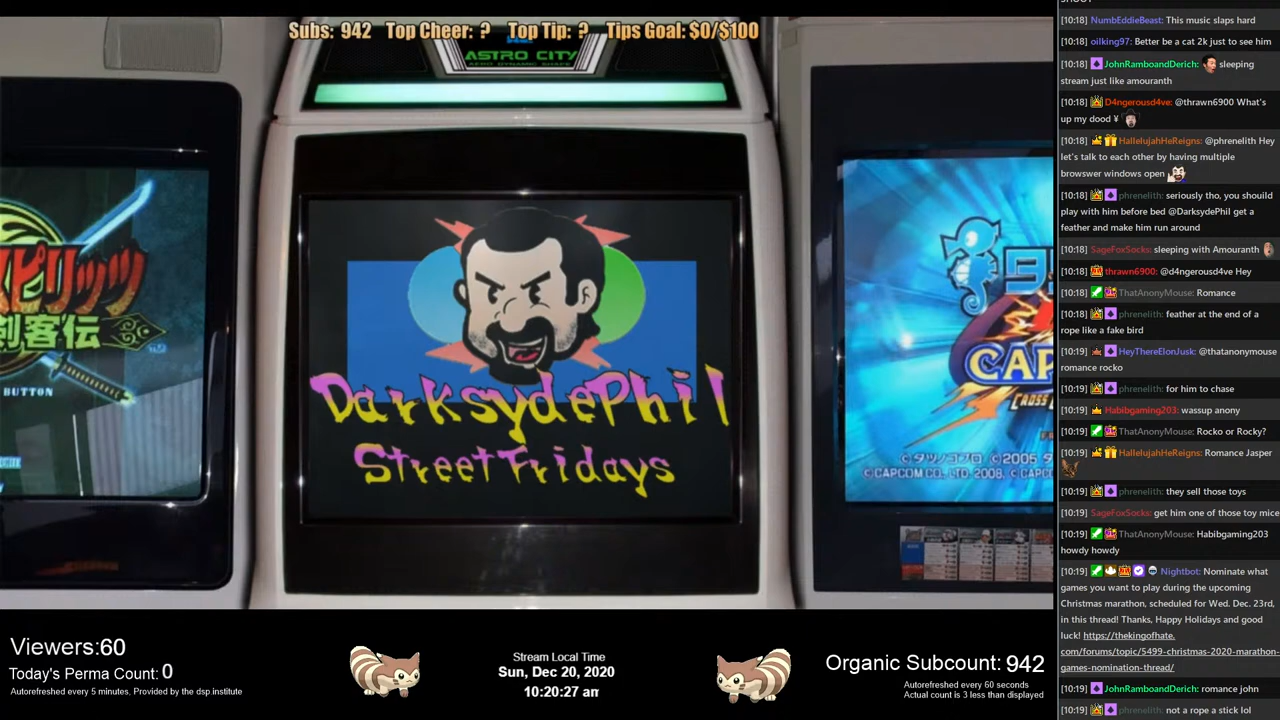 Subs: 942 Top Cheer: ? Top Tip: ? Tips Goal: $0/$100
ASTRO CITY
スピリッツ
剣客伝
BUTTON
DarksydePhil
StreetFridays
CAP
©CAPCOM CO., LTD. 2008,
Viewers:60
Today's Perma Count: 0
Autorefreshed every 5 minutes, Provided by the dsp.institute
Stream Local Time
Sun, Dec 20, 2020
10:20:27 am
Organic Subcount: 942
Autorefreshed every 60 seconds
Actual count is 3 less than displayed
[10:18] NumbEddieBeast: This music slaps hard
[10:18] oilking97: Better be a cat 2k just to see him
[10:18] JohnRamboandDerich: sleeping
stream just like amouranth
[10:18] D4ngerousd4ve: @thrawn6900 What's
up my dood ¥
[10:18] HallelujahHeReigns: @phrenelith Hey
let's talk to each other by having multiple
browswer windows open
[10:18] phrenelith: seriously tho, you shouild
play with him before bed @DarksydePhil get a
feather and make him run around
[10:18] SageFoxSocks: sleeping with Amouranth
[10:18] thrawn6900: @d4ngerousd4ve Hey
[10:18] ThatAnonyMouse: Romance
[10:18] phrenelith: feather at the end of a
rope like a fake bird
[10:19] HeyThereElonJusk: @thatanonymouse
romance rocko
[10:19] phrenelith: for him to chase
[10:19] Habibgaming203: wassup anony
[10:19] ThatAnonyMouse: Rocko or Rocky?
[10:19] HallelujahHeReigns: Romance Jasper
[10:19] phrenelith: they sell those toys
[10:19] SageFoxSocks: get him one of those toy mice
[10:19] ThatAnonyMouse: Habibgaming203
howdy howdy
[10:19] Nightbot: Nominate what
games you want to play during the upcoming
Christmas marathon, scheduled for Wed. Dec. 23rd,
in this thread! Thanks, Happy Holidays and good
luck! https://thekingofhate.
com/forums/topic/5499-christmas-2020-marathon-
games-nomination-thread/
[10:19] JohnRamboandDerich: romance john
[10:19] phrenelith: not a rope a stick lol